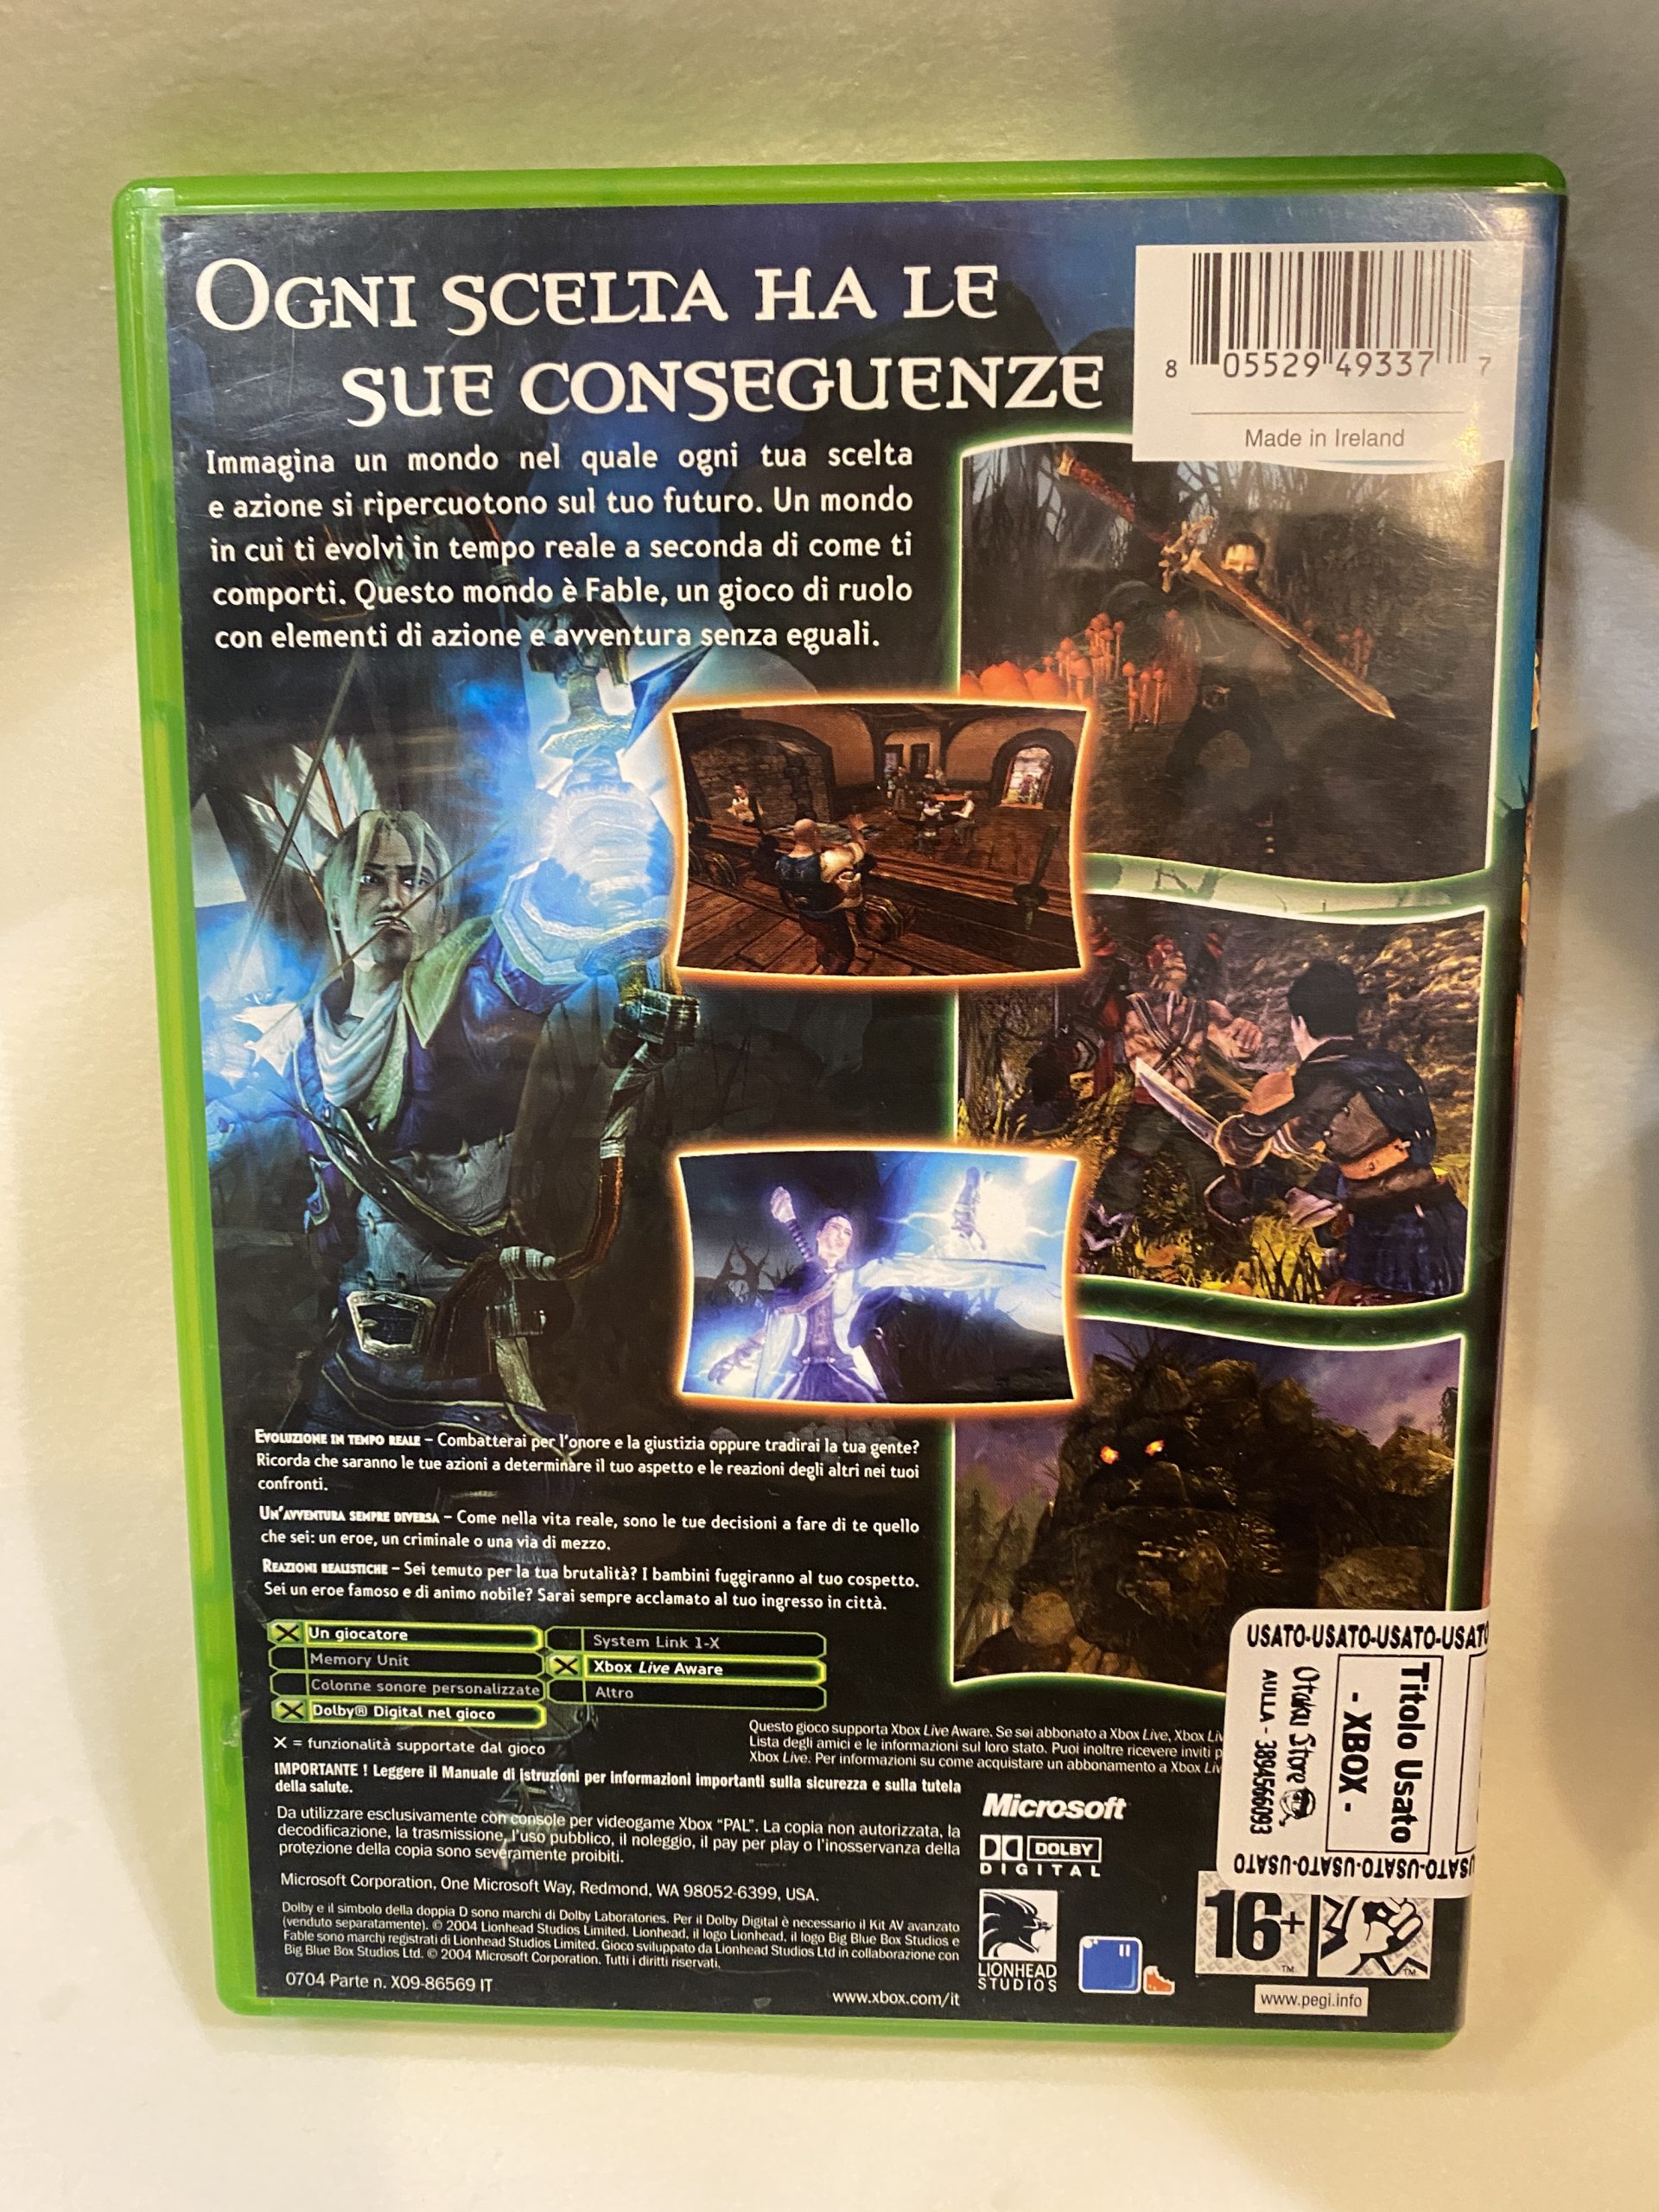 OGNI SCELTA HA LE
SUE CONSEGUENZE
Immagina un mondo nel quale ogni tua scelta
e azione si ripercuotono sul tuo futuro. Un mondo
in cui ti evolvi in tempo reale a seconda di come ti
comporti. Questo mondo è Fable, un gioco di ruolo
con elementi di azione e avventura senza eguali.
8 05529 49337 7
Made in Ireland
EVOLUZIONE IN TEMPO REALE – Combatterai per l'onore e la giustizia oppure tradirai la tua gente?
Ricorda che saranno le tue azioni a determinare il tuo aspetto e le reazioni degli altri nei tuoi
confronti.
UN'AVVENTURA SEMPRE DIVERSA – Come nella vita reale, sono le tue decisioni a fare di te quello
che sei: un eroe, un criminale o una via di mezzo.
REAZIONI REALISTICHE – Sei temuto per la tua brutalità? I bambini fuggiranno al tuo cospetto.
Sei un eroe famoso e di animo nobile? Sarai sempre acclamato al tuo ingresso in città.
X Un giocatore
Memory Unit
Colonne sonore personalizzate
X Dolby® Digital nel gioco
System Link 1-X
X Xbox Live Aware
Altro
X = funzionalità supportate dal gioco
Questo gioco supporta Xbox Live Aware. Se sei abbonato a Xbox Live, Xbox Liv
Lista degli amici e le informazioni sul loro stato. Puoi inoltre ricevere inviti p
Xbox Live. Per informazioni su come acquistare un abbonamento a Xbox Liv
IMPORTANTE ! Leggere il Manuale di istruzioni per informazioni importanti sulla sicurezza e sulla tutela
della salute.
Da utilizzare esclusivamente con console per videogame Xbox "PAL". La copia non autorizzata, la
decodificazione, la trasmissione, l'uso pubblico, il noleggio, il pay per play o l'inosservanza della
protezione della copia sono severamente proibiti.
Microsoft Corporation, One Microsoft Way, Redmond, WA 98052-6399, USA.
Dolby e il simbolo della doppia D sono marchi di Dolby Laboratories. Per il Dolby Digital è necessario il Kit AV avanzato
(venduto separatamente). © 2004 Lionhead Studios Limited. Lionhead, il logo Lionhead, il logo Big Blue Box Studios e
Fable sono marchi registrati di Lionhead Studios Limited. Gioco sviluppato da Lionhead Studios Ltd in collaborazione con
Big Blue Box Studios Ltd. © 2004 Microsoft Corporation. Tutti i diritti riservati.
0704 Parte n. X09-86569 IT
www.xbox.com/it
Microsoft
DOLBY
DIGITAL
LIONHEAD
STUDIOS
USATO-USATO-USATO-USATO
Titolo Usato
- XBOX -
Otaku Store
AULLA - 3894566093
USATO-USATO-USATO-USATO
16+
TM
TM
www.pegi.info